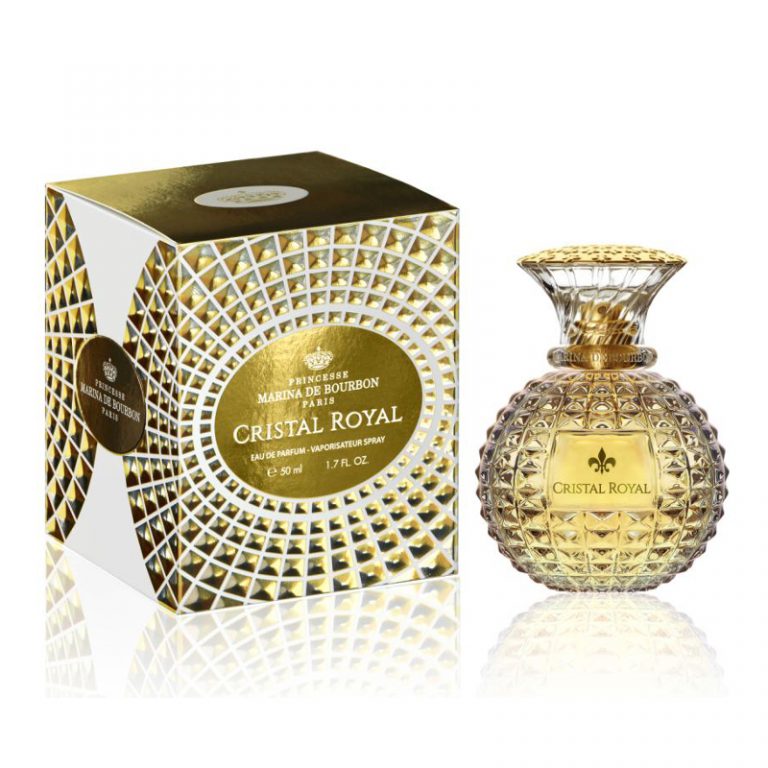 PRINCESSE
MARINA DE BOURBON
PARIS
PRINCESSE
MARINA DE BOURBON
PARIS
CRISTAL ROYAL
EAU DE PARFUM - VAPORISATEUR SPRAY
℮ 50 ml 1.7 FL. OZ.
ARINA DE BOURBON
CRISTAL ROYAL